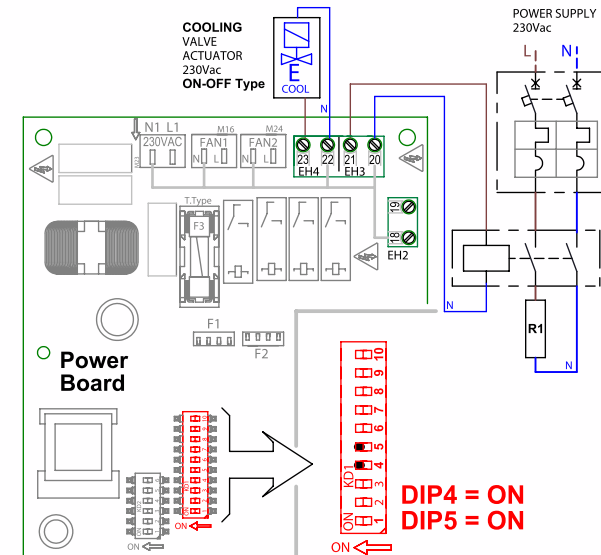 COOLING
VALVE
ACTUATOR
230Vac
ON-OFF Type
E
COOL
N
POWER SUPPLY
230Vac
L
N
N1 L1
230VAC
M16
FAN1
N L
M24
FAN2
N L
23
22
21
20
EH4
EH3
19
18
EH2
T.Type
F3
N
R1
N
F1
F2
Power
Board
10
9
8
7
6
5
4
3
2
1
KD1
ON
DIP4 = ON
DIP5 = ON
ON
ON
ON